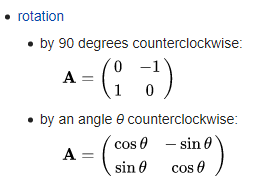 • rotation
• by 90 degrees counterclockwise:
A = ( 0 −1
1 0 )
• by an angle θ counterclockwise:
A = ( cos θ − sin θ
sin θ cos θ )